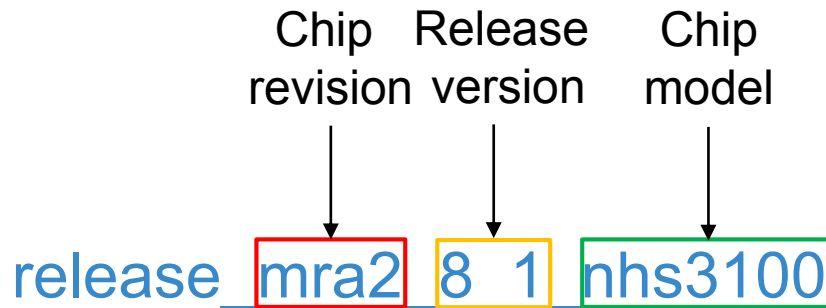 Chip
revision
Release
version
Chip
model
release_mra2_8_1_nhs3100